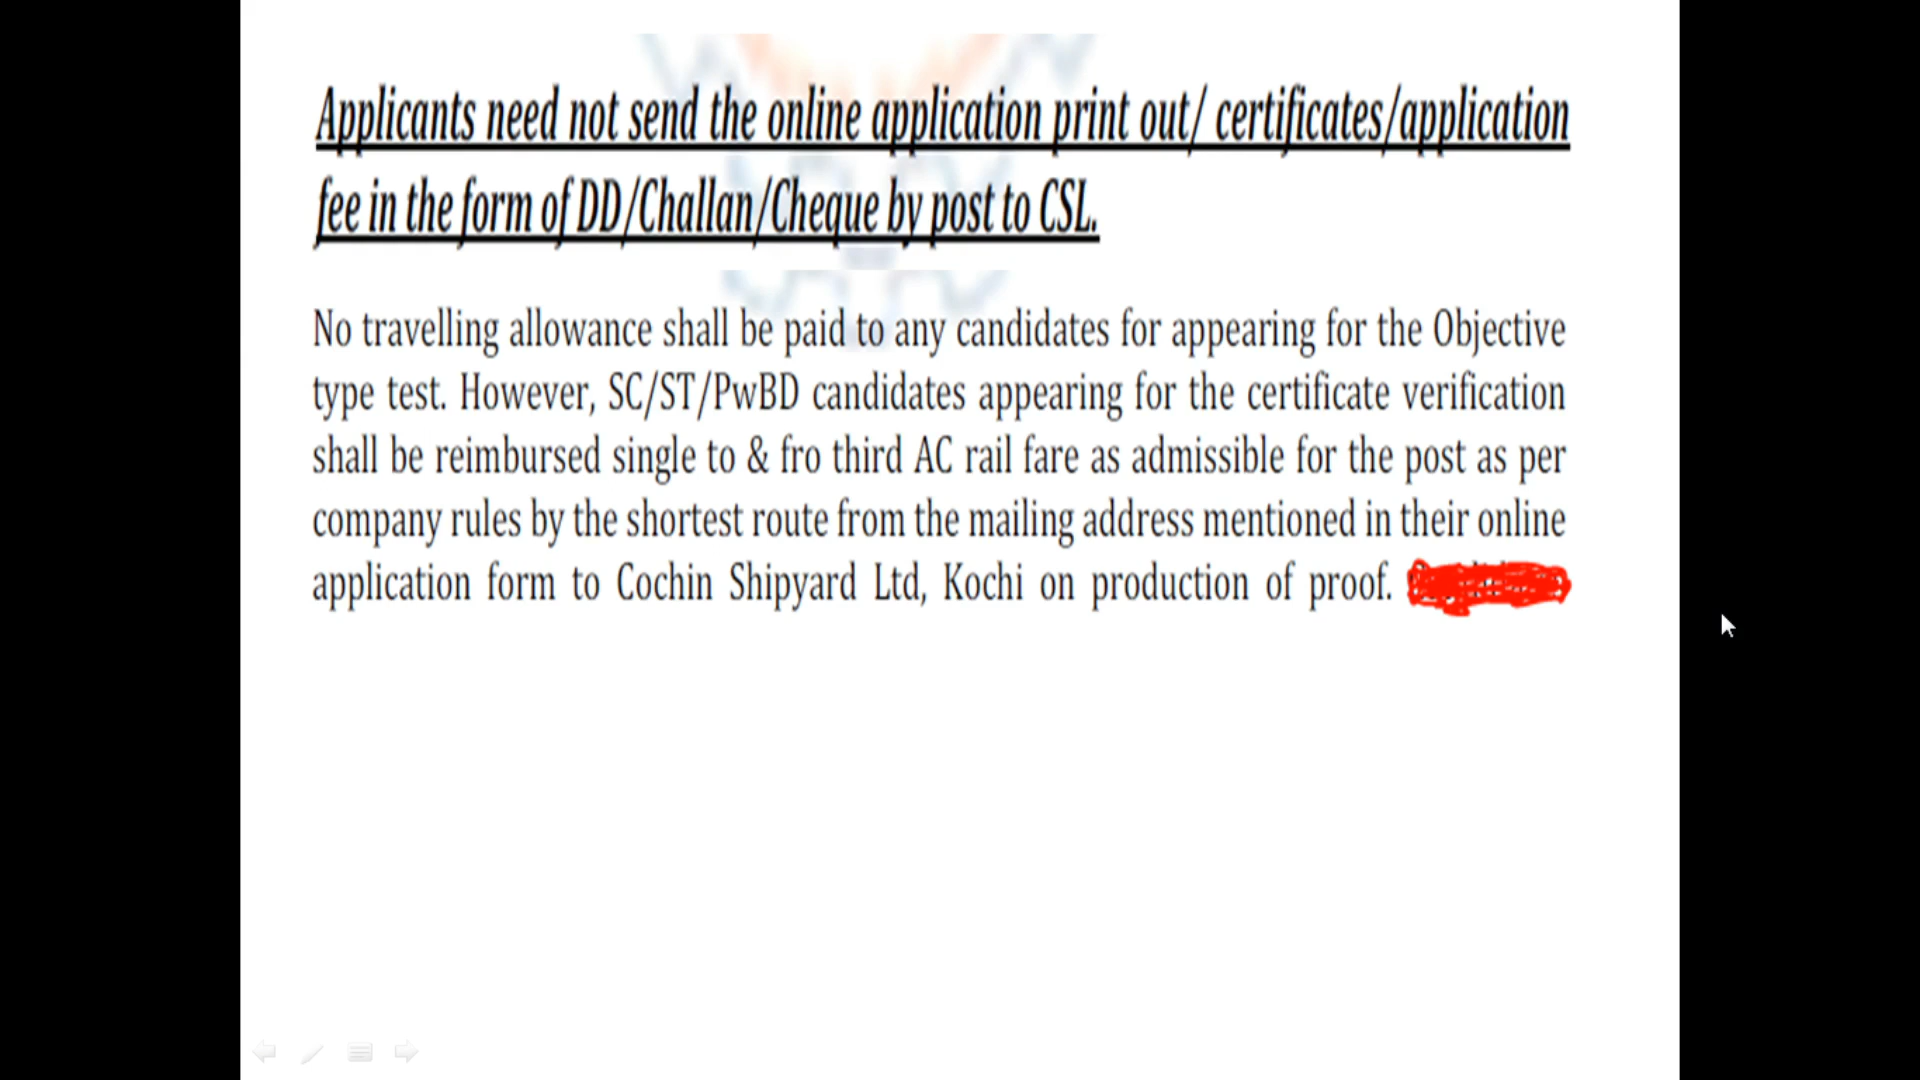 Applicants need not send the online application print out/ certificates/application
fee in the form of DD/Challan/Cheque by post to CSL.
No travelling allowance shall be paid to any candidates for appearing for the Objective
type test. However, SC/ST/PwBD candidates appearing for the certificate verification
shall be reimbursed single to & fro third AC rail fare as admissible for the post as per
company rules by the shortest route from the mailing address mentioned in their online
application form to Cochin Shipyard Ltd, Kochi on production of proof.